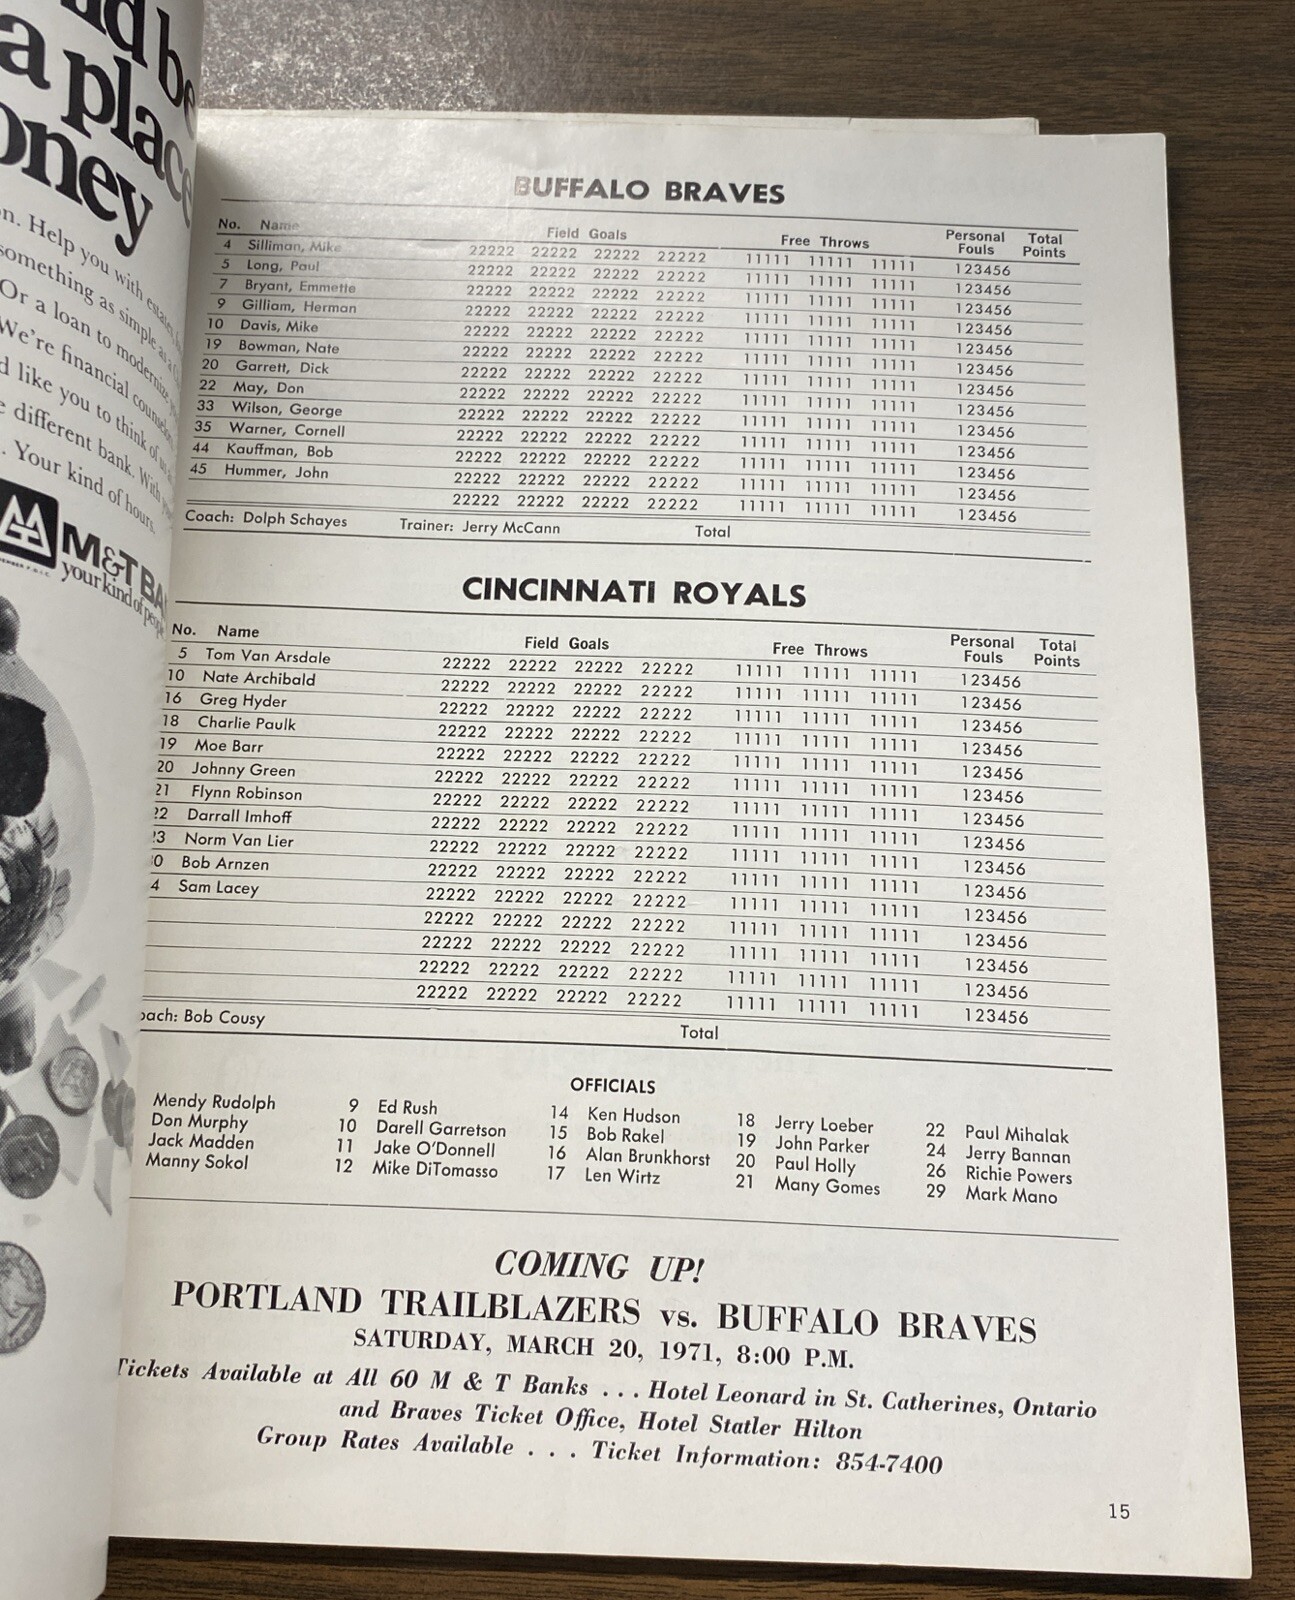 nd be
a place
oney
on. Help you with estates,
something as simple as a
Or a loan to modernize
We're financial counselors
d like you to think of us
e different bank. With
. Your kind of hours.
M&T BA
your kind of people
BUFFALO BRAVES
No. Name Field Goals Free Throws Personal Fouls Total Points
4 Silliman, Mike 22222 22222 22222 22222 11111 11111 11111 123456
5 Long, Paul 22222 22222 22222 22222 11111 11111 11111 123456
7 Bryant, Emmette 22222 22222 22222 22222 11111 11111 11111 123456
9 Gilliam, Herman 22222 22222 22222 22222 11111 11111 11111 123456
10 Davis, Mike 22222 22222 22222 22222 11111 11111 11111 123456
19 Bowman, Nate 22222 22222 22222 22222 11111 11111 11111 123456
20 Garrett, Dick 22222 22222 22222 22222 11111 11111 11111 123456
22 May, Don 22222 22222 22222 22222 11111 11111 11111 123456
33 Wilson, George 22222 22222 22222 22222 11111 11111 11111 123456
35 Warner, Cornell 22222 22222 22222 22222 11111 11111 11111 123456
44 Kauffman, Bob 22222 22222 22222 22222 11111 11111 11111 123456
45 Hummer, John 22222 22222 22222 22222 11111 11111 11111 123456
22222 22222 22222 22222 11111 11111 11111 123456
Coach: Dolph Schayes Trainer: Jerry McCann Total
CINCINNATI ROYALS
No. Name Field Goals Free Throws Personal Fouls Total Points
5 Tom Van Arsdale 22222 22222 22222 22222 11111 11111 11111 123456
10 Nate Archibald 22222 22222 22222 22222 11111 11111 11111 123456
16 Greg Hyder 22222 22222 22222 22222 11111 11111 11111 123456
18 Charlie Paulk 22222 22222 22222 22222 11111 11111 11111 123456
19 Moe Barr 22222 22222 22222 22222 11111 11111 11111 123456
20 Johnny Green 22222 22222 22222 22222 11111 11111 11111 123456
21 Flynn Robinson 22222 22222 22222 22222 11111 11111 11111 123456
22 Darrall Imhoff 22222 22222 22222 22222 11111 11111 11111 123456
23 Norm Van Lier 22222 22222 22222 22222 11111 11111 11111 123456
0 Bob Arnzen 22222 22222 22222 22222 11111 11111 11111 123456
4 Sam Lacey 22222 22222 22222 22222 11111 11111 11111 123456
22222 22222 22222 22222 11111 11111 11111 123456
22222 22222 22222 22222 11111 11111 11111 123456
22222 22222 22222 22222 11111 11111 11111 123456
22222 22222 22222 22222 11111 11111 11111 123456
oach: Bob Cousy Total
OFFICIALS
Mendy Rudolph 9 Ed Rush 14 Ken Hudson 18 Jerry Loeber 22 Paul Mihalak
Don Murphy 10 Darell Garretson 15 Bob Rakel 19 John Parker 24 Jerry Bannan
Jack Madden 11 Jake O'Donnell 16 Alan Brunkhorst 20 Paul Holly 26 Richie Powers
Manny Sokol 12 Mike DiTomasso 17 Len Wirtz 21 Many Gomes 29 Mark Mano
COMING UP!
PORTLAND TRAILBLAZERS vs. BUFFALO BRAVES
SATURDAY, MARCH 20, 1971, 8:00 P.M.
Tickets Available at All 60 M & T Banks . . . Hotel Leonard in St. Catherines, Ontario
and Braves Ticket Office, Hotel Statler Hilton
Group Rates Available . . . Ticket Information: 854-7400
15